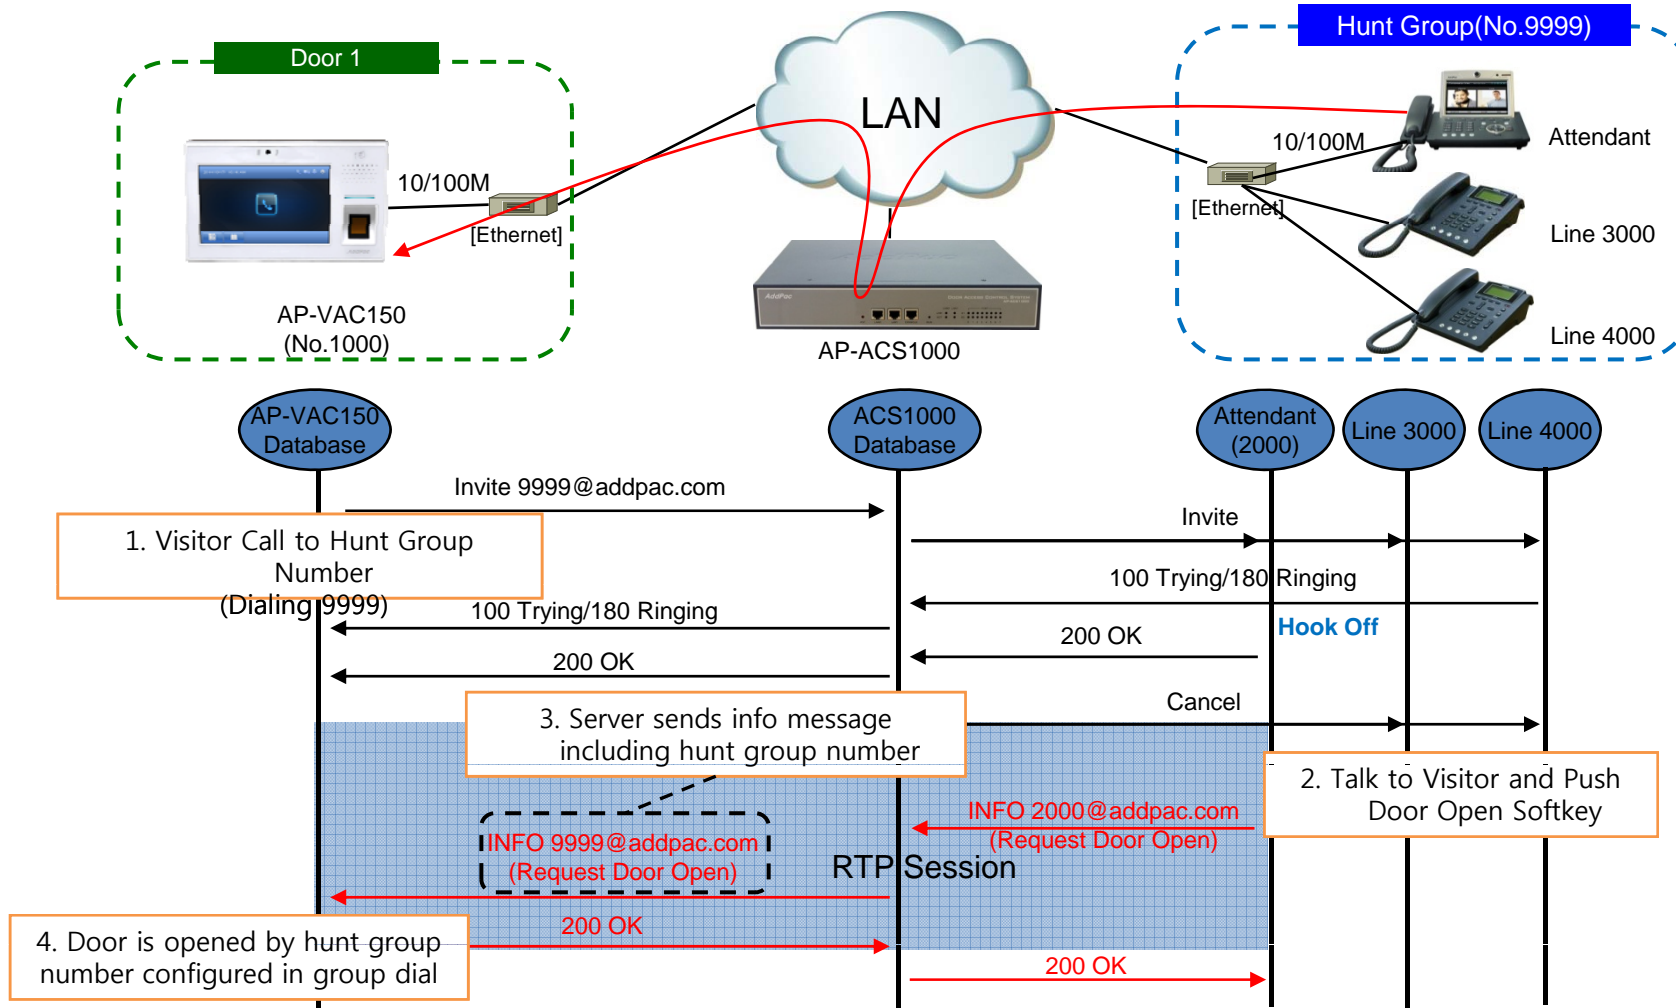 Door 1
LAN
Hunt Group(No.9999)
10/100M
[Ethernet]
AP-VAC150
(No.1000)
AddPac
AP-ACS1000
10/100M
[Ethernet]
Attendant
Line 3000
Line 4000
AP-VAC150
Database
ACS1000
Database
Attendant
(2000)
Line 3000
Line 4000
Invite 9999@addpac.com
Invite
1. Visitor Call to Hunt Group
Number
(Dialing 9999)
100 Trying/180 Ringing
100 Trying/180 Ringing
Hook Off
200 OK
200 OK
Cancel
3. Server sends info message
including hunt group number
2. Talk to Visitor and Push
Door Open Softkey
INFO 2000@addpac.com
(Request Door Open)
INFO 9999@addpac.com
(Request Door Open)
RTP Session
200 OK
4. Door is opened by hunt group
number configured in group dial
200 OK